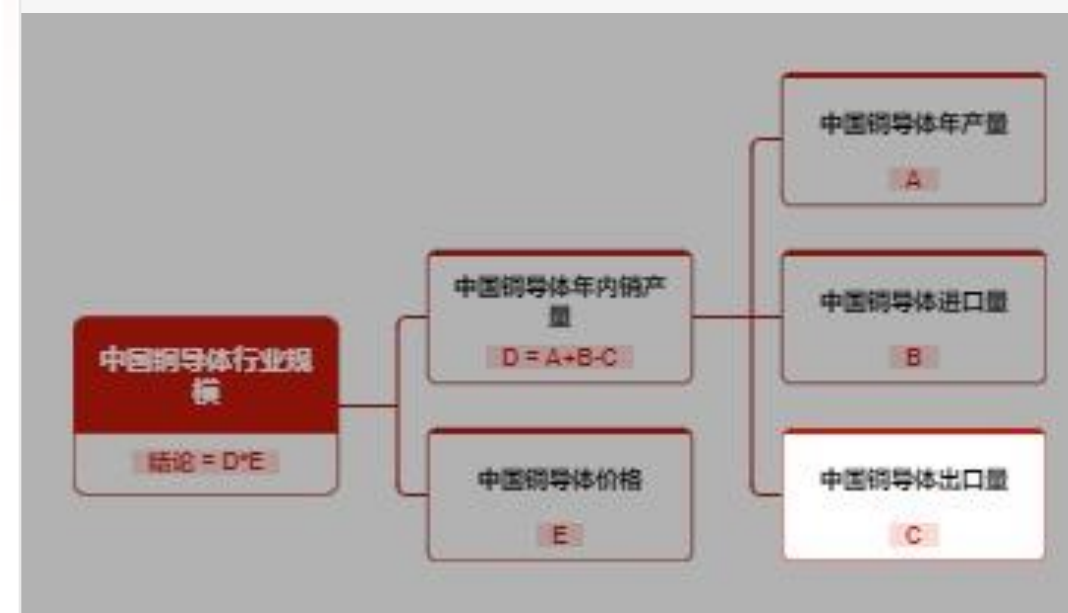 中国铜导体年产量
A
中国铜导体年内销产
量
D = A+B-C
中国铜导体进口量
B
中国铜导体行业规
模
结论 = D*E
中国铜导体价格
E
中国铜导体出口量
C